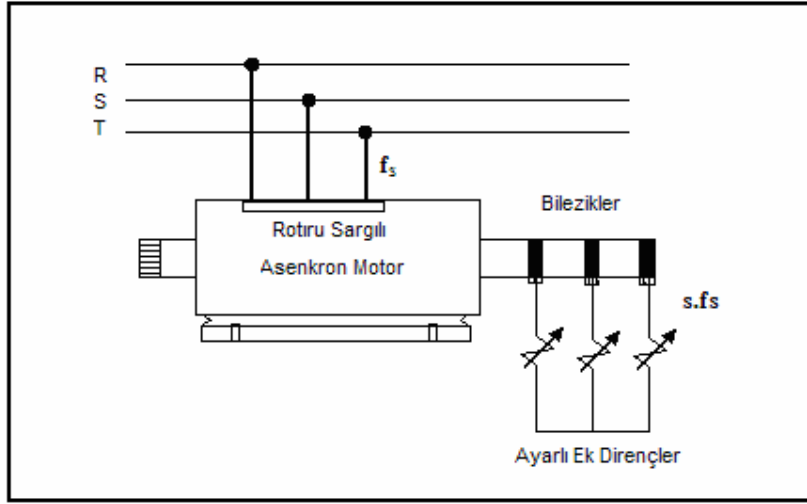 R
S
T
fs
Rotıru Sargılı
Asenkron Motor
Bilezikler
s.fs
Ayarlı Ek Dirençler